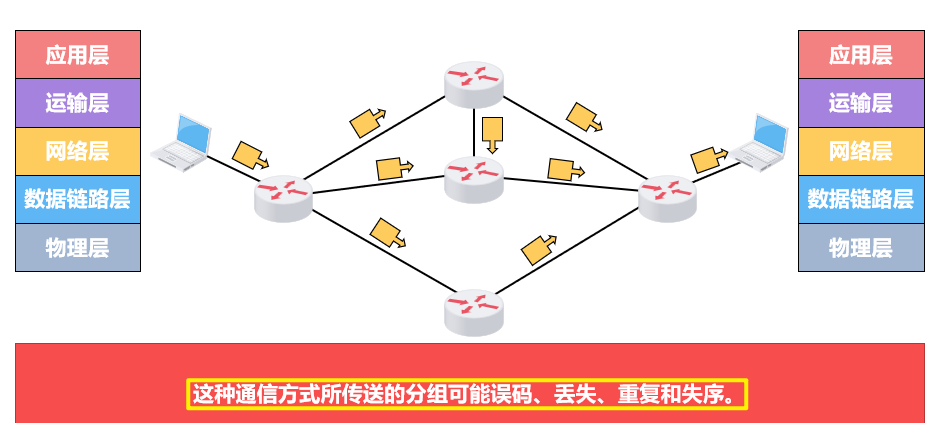 应用层
运输层
网络层
数据链路层
物理层
应用层
运输层
网络层
数据链路层
物理层
这种通信方式所传送的分组可能误码、丢失、重复和失序。